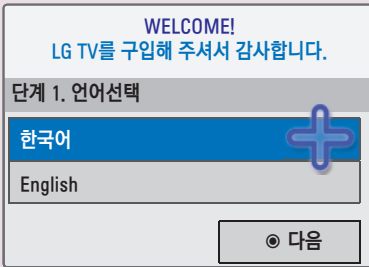 WELCOME!
LG TV를 구입해 주셔서 감사합니다.
단계 1. 언어선택
한국어
English
◉ 다음